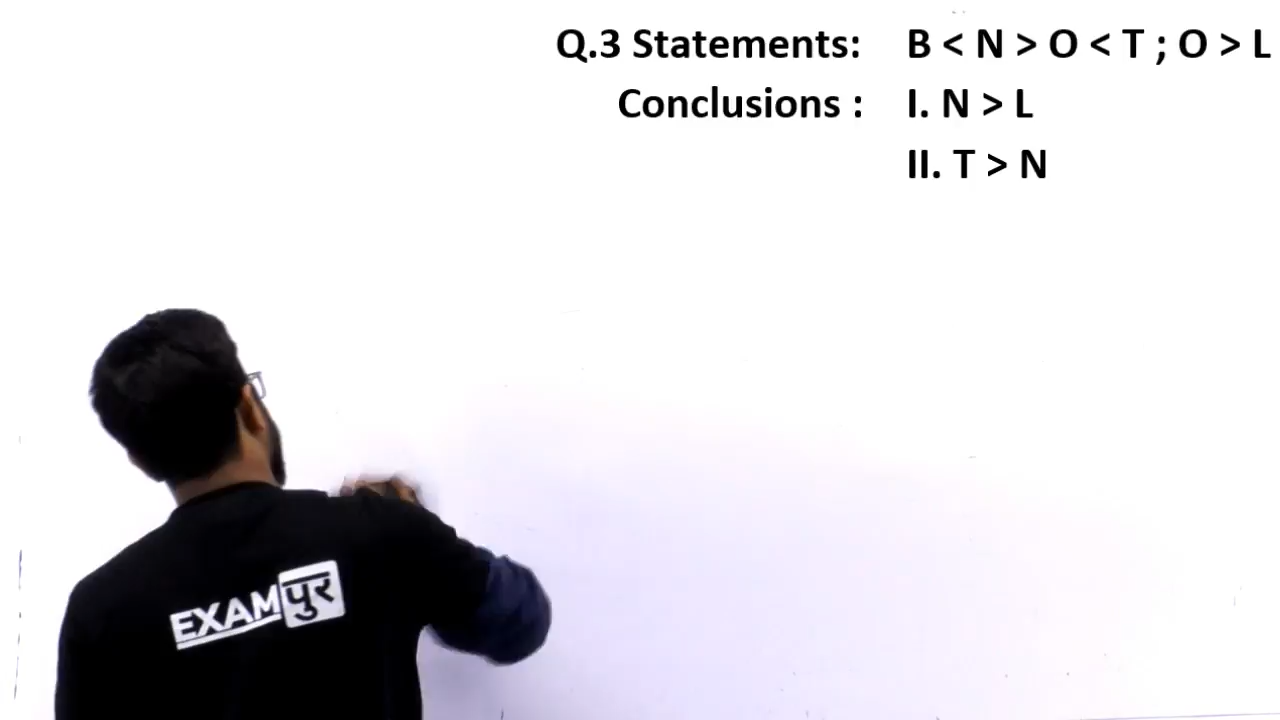 Q.3 Statements: B < N > O < T ; O > L
Conclusions : I. N > L
II. T > N
EXAMपुर